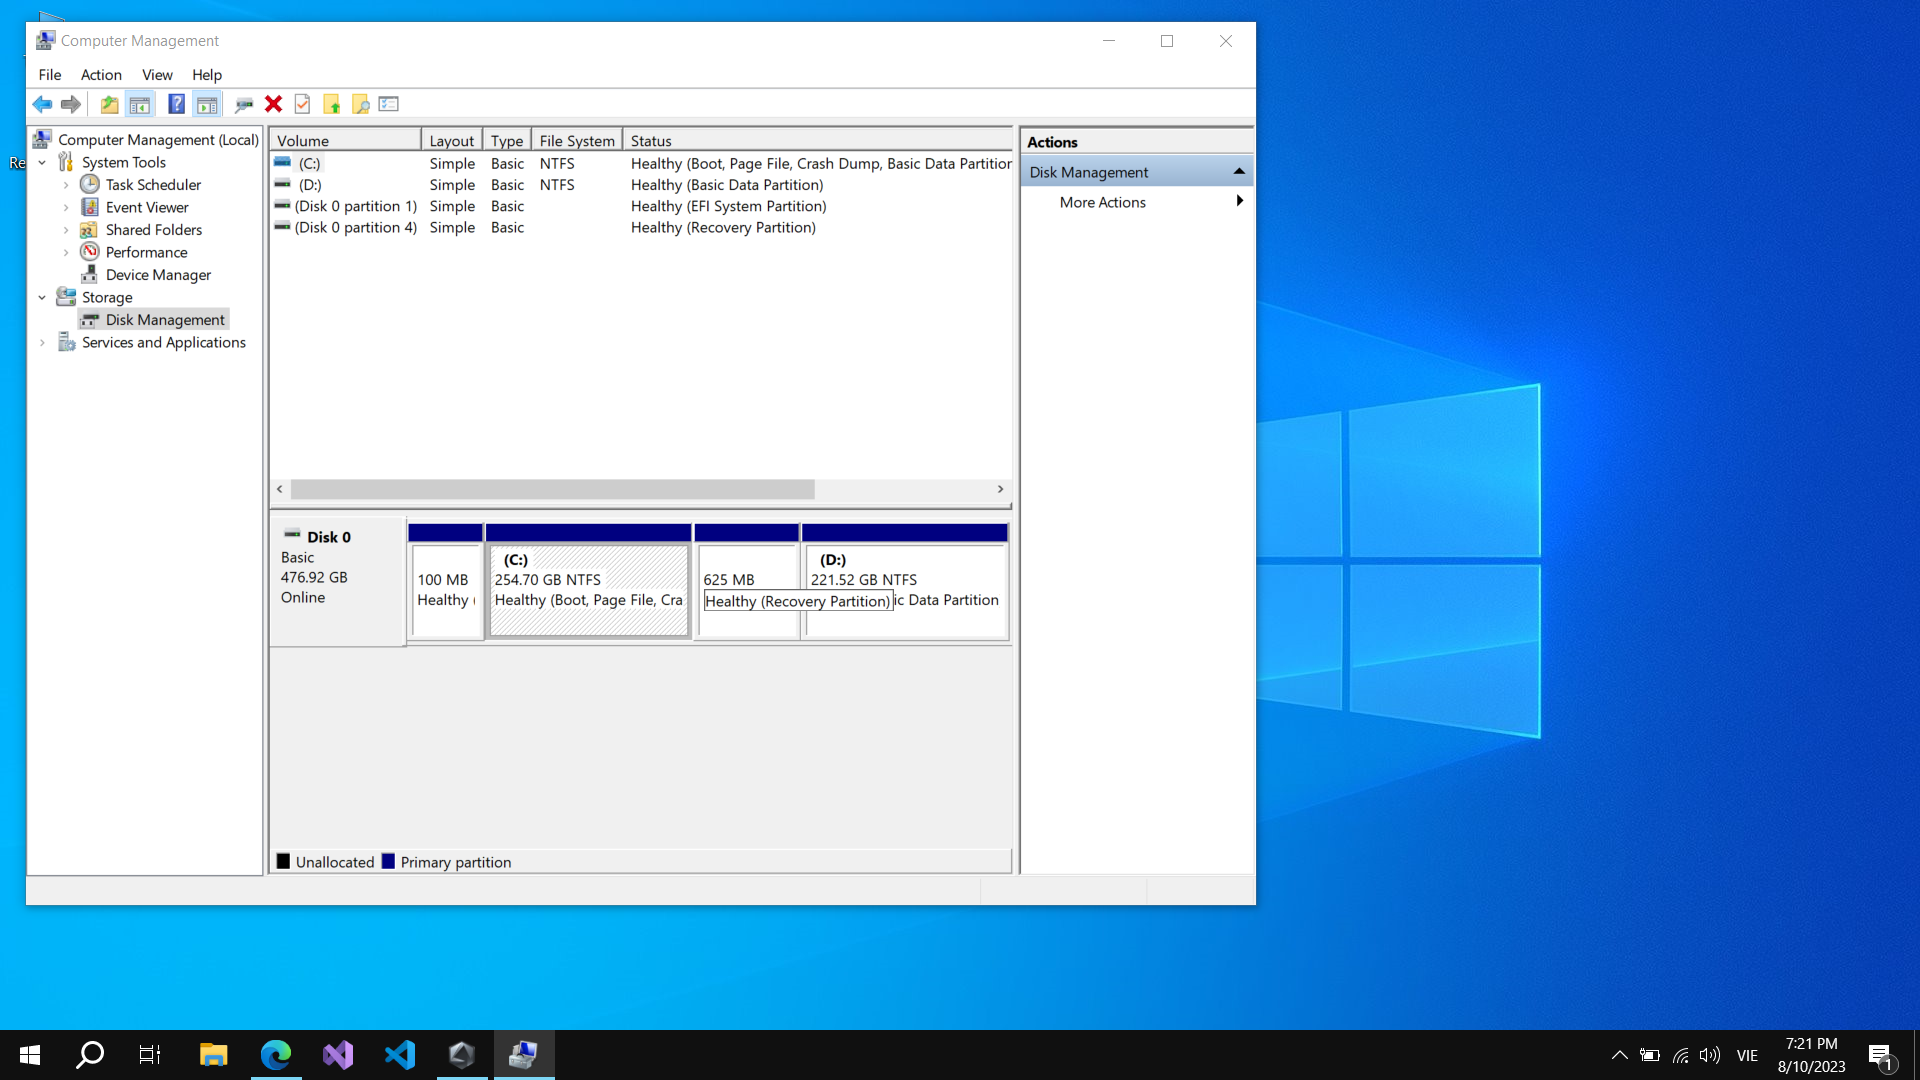 Computer Management
File Action View Help
Computer Management (Local)
System Tools
Task Scheduler
Event Viewer
Shared Folders
Performance
Device Manager
Storage
Disk Management
Services and Applications
Volume Layout Type File System Status
(C:) Simple Basic NTFS Healthy (Boot, Page File, Crash Dump, Basic Data Partition
(D:) Simple Basic NTFS Healthy (Basic Data Partition)
(Disk 0 partition 1) Simple Basic Healthy (EFI System Partition)
(Disk 0 partition 4) Simple Basic Healthy (Recovery Partition)
Disk 0
Basic
476.92 GB
Online
100 MB
Healthy (
(C:)
254.70 GB NTFS
Healthy (Boot, Page File, Cra
625 MB
Healthy (Recovery Partition)
(D:)
221.52 GB NTFS
ic Data Partition
Unallocated Primary partition
Actions
Disk Management
More Actions
Re
VIE
7:21 PM
8/10/2023
1